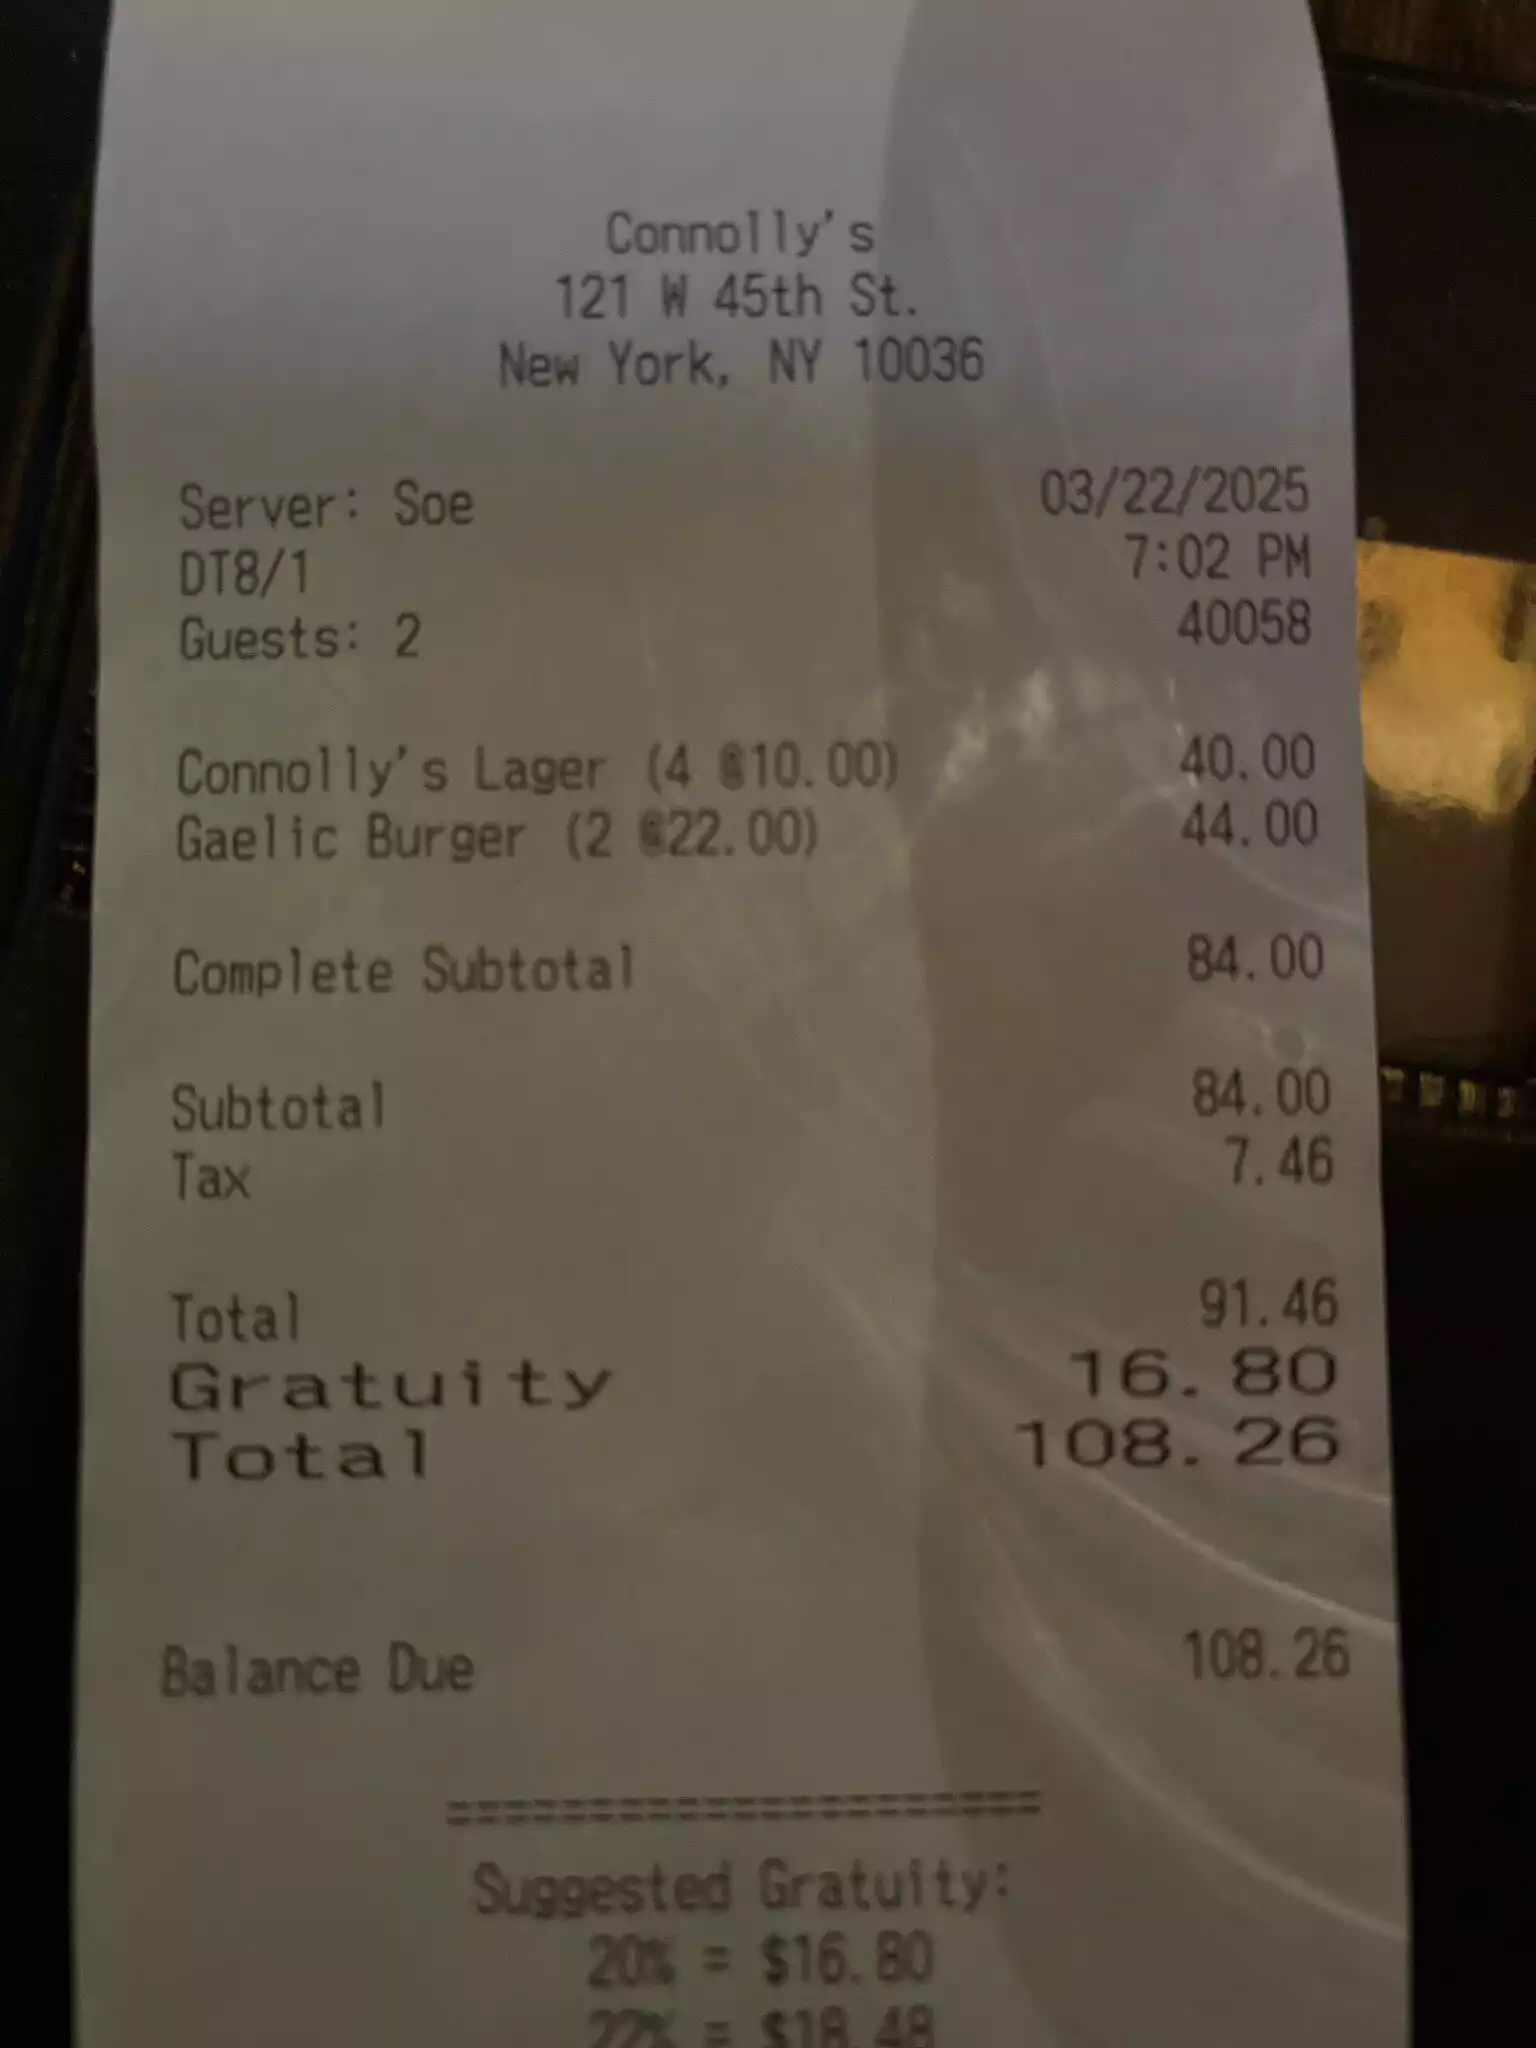 Connolly's
121 W 45th St.
New York, NY 10036
Server: Soe 03/22/2025
DT8/1 7:02 PM
Guests: 2 40058
Connolly's Lager (4 @10.00) 40.00
Gaelic Burger (2 @22.00) 44.00
Complete Subtotal 84.00
Subtotal 84.00
Tax 7.46
Total 91.46
Gratuity 16.80
Total 108.26
Balance Due 108.26
====================
Suggested Gratuity:
20% = $16.80
22% = $18.48